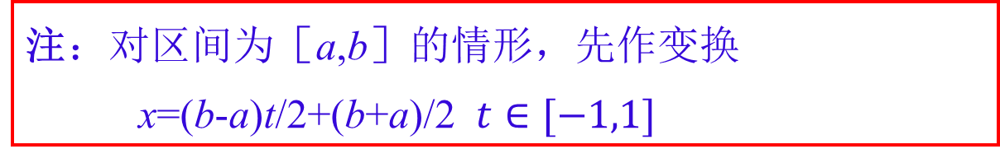 注：对区间为［a,b］的情形，先作变换
x=(b-a)t/2+(b+a)/2 t ∈ [−1,1]